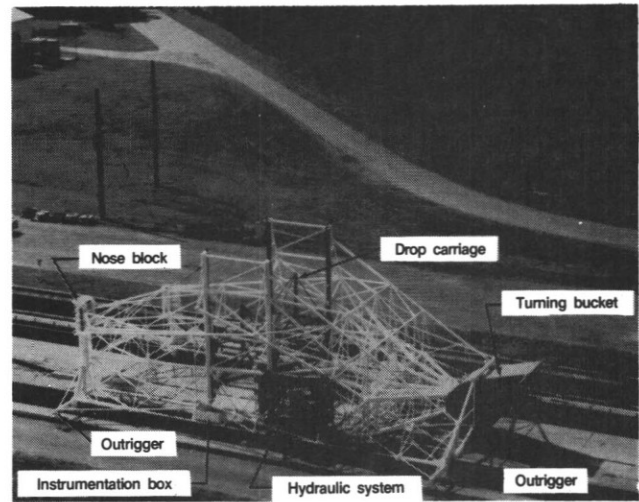 Nose block
Drop carriage
Turning bucket
Outrigger
Instrumentation box
Hydraulic system
Outrigger